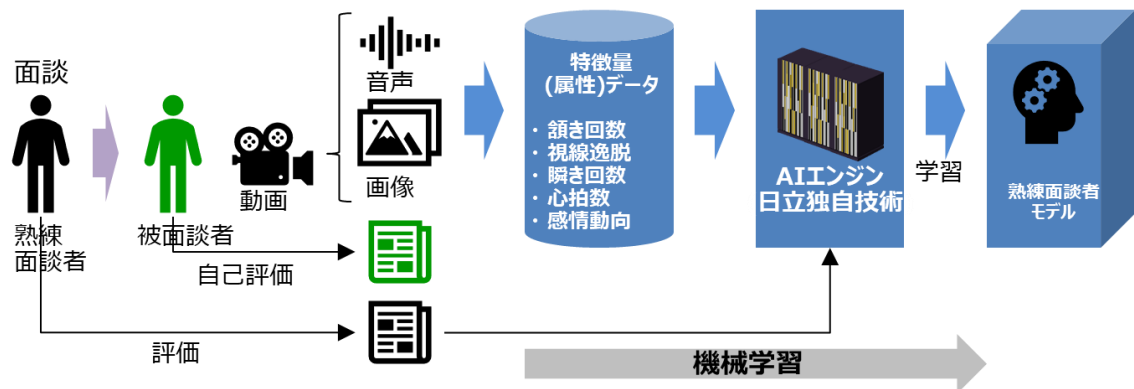 面談
熟練
面談者
被面談者
動画
音声
画像
自己評価
評価
特徴量
(属性)データ
・ 頷き回数
・ 視線逸脱
・ 瞬き回数
・ 心拍数
・ 感情動向
AIエンジン
日立独自技術
学習
熟練面談者
モデル
機械学習